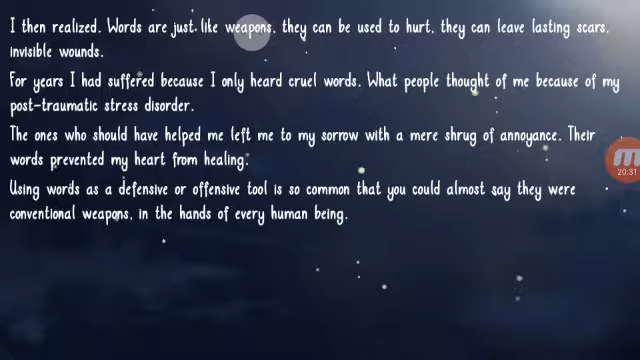 I then realized. Words are just like weapons, they can be used to hurt, they can leave lasting scars,
invisible wounds.
For years I had suffered because I only heard cruel words. What people thought of me because of my
post-traumatic stress disorder.
The ones who should have helped me left me to my sorrow with a mere shrug of annoyance. Their
words prevented my heart from healing.
Using words as a defensive or offensive tool is so common that you could almost say they were
conventional weapons, in the hands of every human being.
20:31